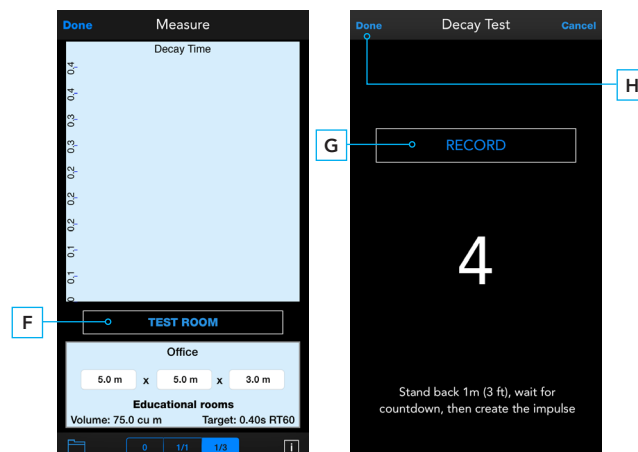 Done Measure
Decay Time
0,4
0,4
0,3
0,3
0,2
0,2
0,2
0,1
0,1
0
F
TEST ROOM
Office
5.0 m x 5.0 m x 3.0 m
Educational rooms
Volume: 75.0 cu m Target: 0.40s RT60
0 1/1 1/3 i
Done Decay Test Cancel
H
G
RECORD
4
Stand back 1m (3 ft), wait for
countdown, then create the impulse